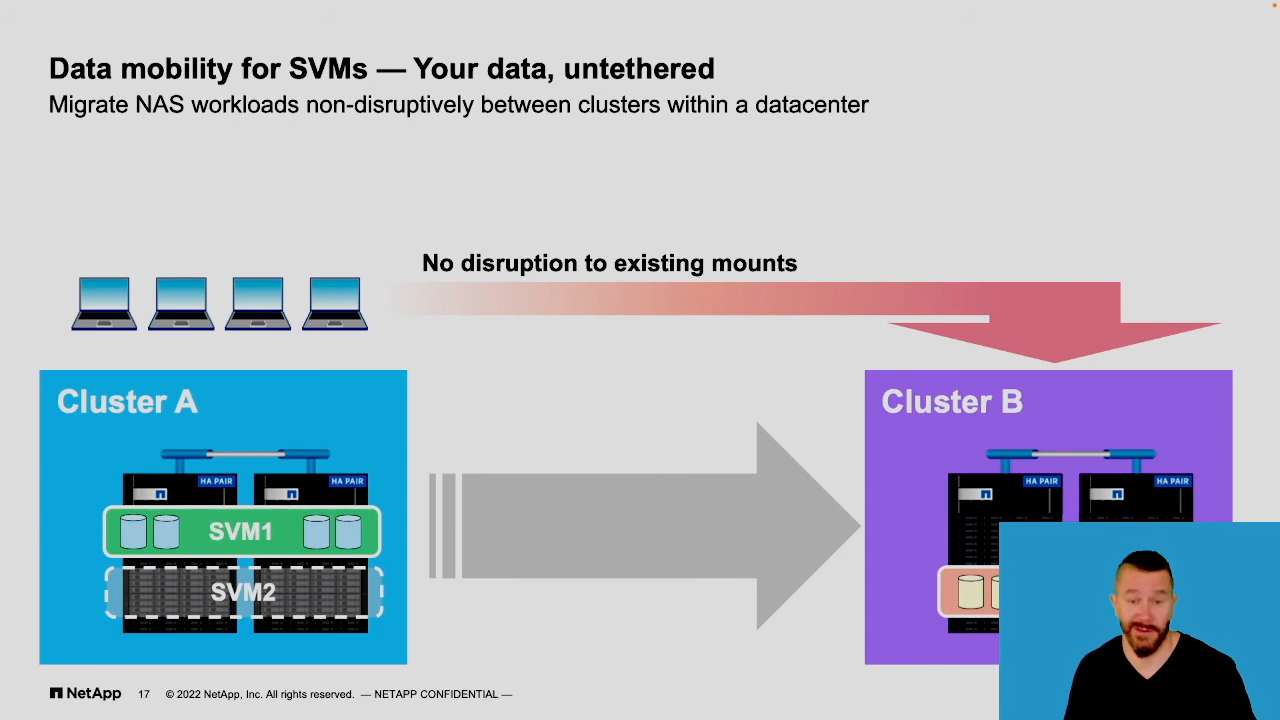 Data mobility for SVMs — Your data, untethered
Migrate NAS workloads non-disruptively between clusters within a datacenter
No disruption to existing mounts
Cluster A
Cluster B
HA PAIR
HA PAIR
HA PAIR
HA PAIR
SVM1
SVM2
NetApp
17
© 2022 NetApp, Inc. All rights reserved. — NETAPP CONFIDENTIAL —